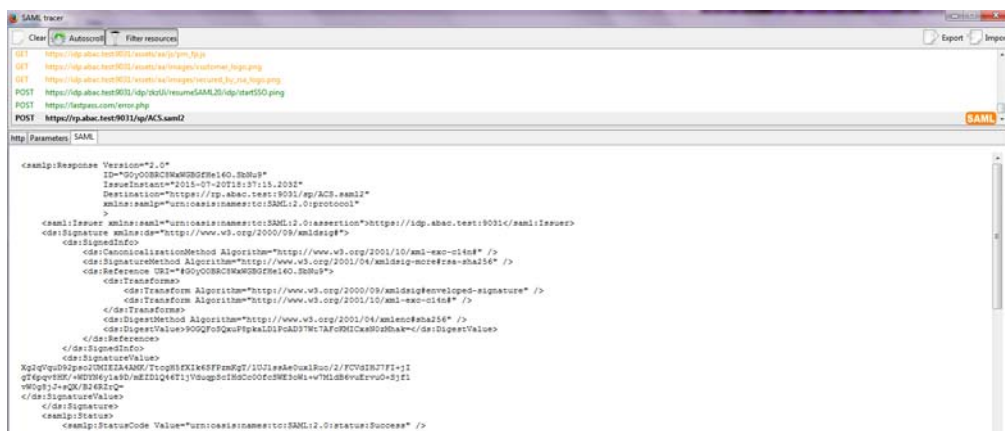 SAML tracer
Clear Autoscroll Filter resources Export Impor
GET https://idp.abac.test:9031/assets/aa/js/pm_fp.js
GET https://idp.abac.test:9031/assets/aa/images/customer_logo.png
GET https://idp.abac.test:9031/assets/aa/images/secured_by_rsa_logo.png
POST https://idp.abac.test:9031/idp/zkzUi/resumeSAML20/idp/startSSO.ping
POST https://lastpass.com/error.php
POST https://rp.abac.test:9031/sp/ACS.saml2 SAML
http Parameters SAML
<samlp:Response Version="2.0"
ID="G0yO0BRC8WxWGBGfHe16O.SbNu9"
IssueInstant="2015-07-20T18:37:15.203Z"
Destination="https://rp.abac.test:9031/sp/ACS.saml2"
xmlns:samlp="urn:oasis:names:tc:SAML:2.0:protocol"
>
<saml:Issuer xmlns:saml="urn:oasis:names:tc:SAML:2.0:assertion">https://idp.abac.test:9031</saml:Issuer>
<ds:Signature xmlns:ds="http://www.w3.org/2000/09/xmldsig#">
<ds:SignedInfo>
<ds:CanonicalizationMethod Algorithm="http://www.w3.org/2001/10/xml-exc-c14n#" />
<ds:SignatureMethod Algorithm="http://www.w3.org/2001/04/xmldsig-more#rsa-sha256" />
<ds:Reference URI="#G0yO0BRC8WxWGBGfHe16O.SbNu9">
<ds:Transforms>
<ds:Transform Algorithm="http://www.w3.org/2000/09/xmldsig#enveloped-signature" />
<ds:Transform Algorithm="http://www.w3.org/2001/10/xml-exc-c14n#" />
</ds:Transforms>
<ds:DigestMethod Algorithm="http://www.w3.org/2001/04/xmlenc#sha256" />
<ds:DigestValue></ds:DigestValue>
</ds:Reference>
</ds:SignedInfo>
<ds:SignatureValue>
</ds:SignatureValue>
</ds:Signature>
<samlp:Status>
<samlp:StatusCode Value="urn:oasis:names:tc:SAML:2.0:status:Success" />